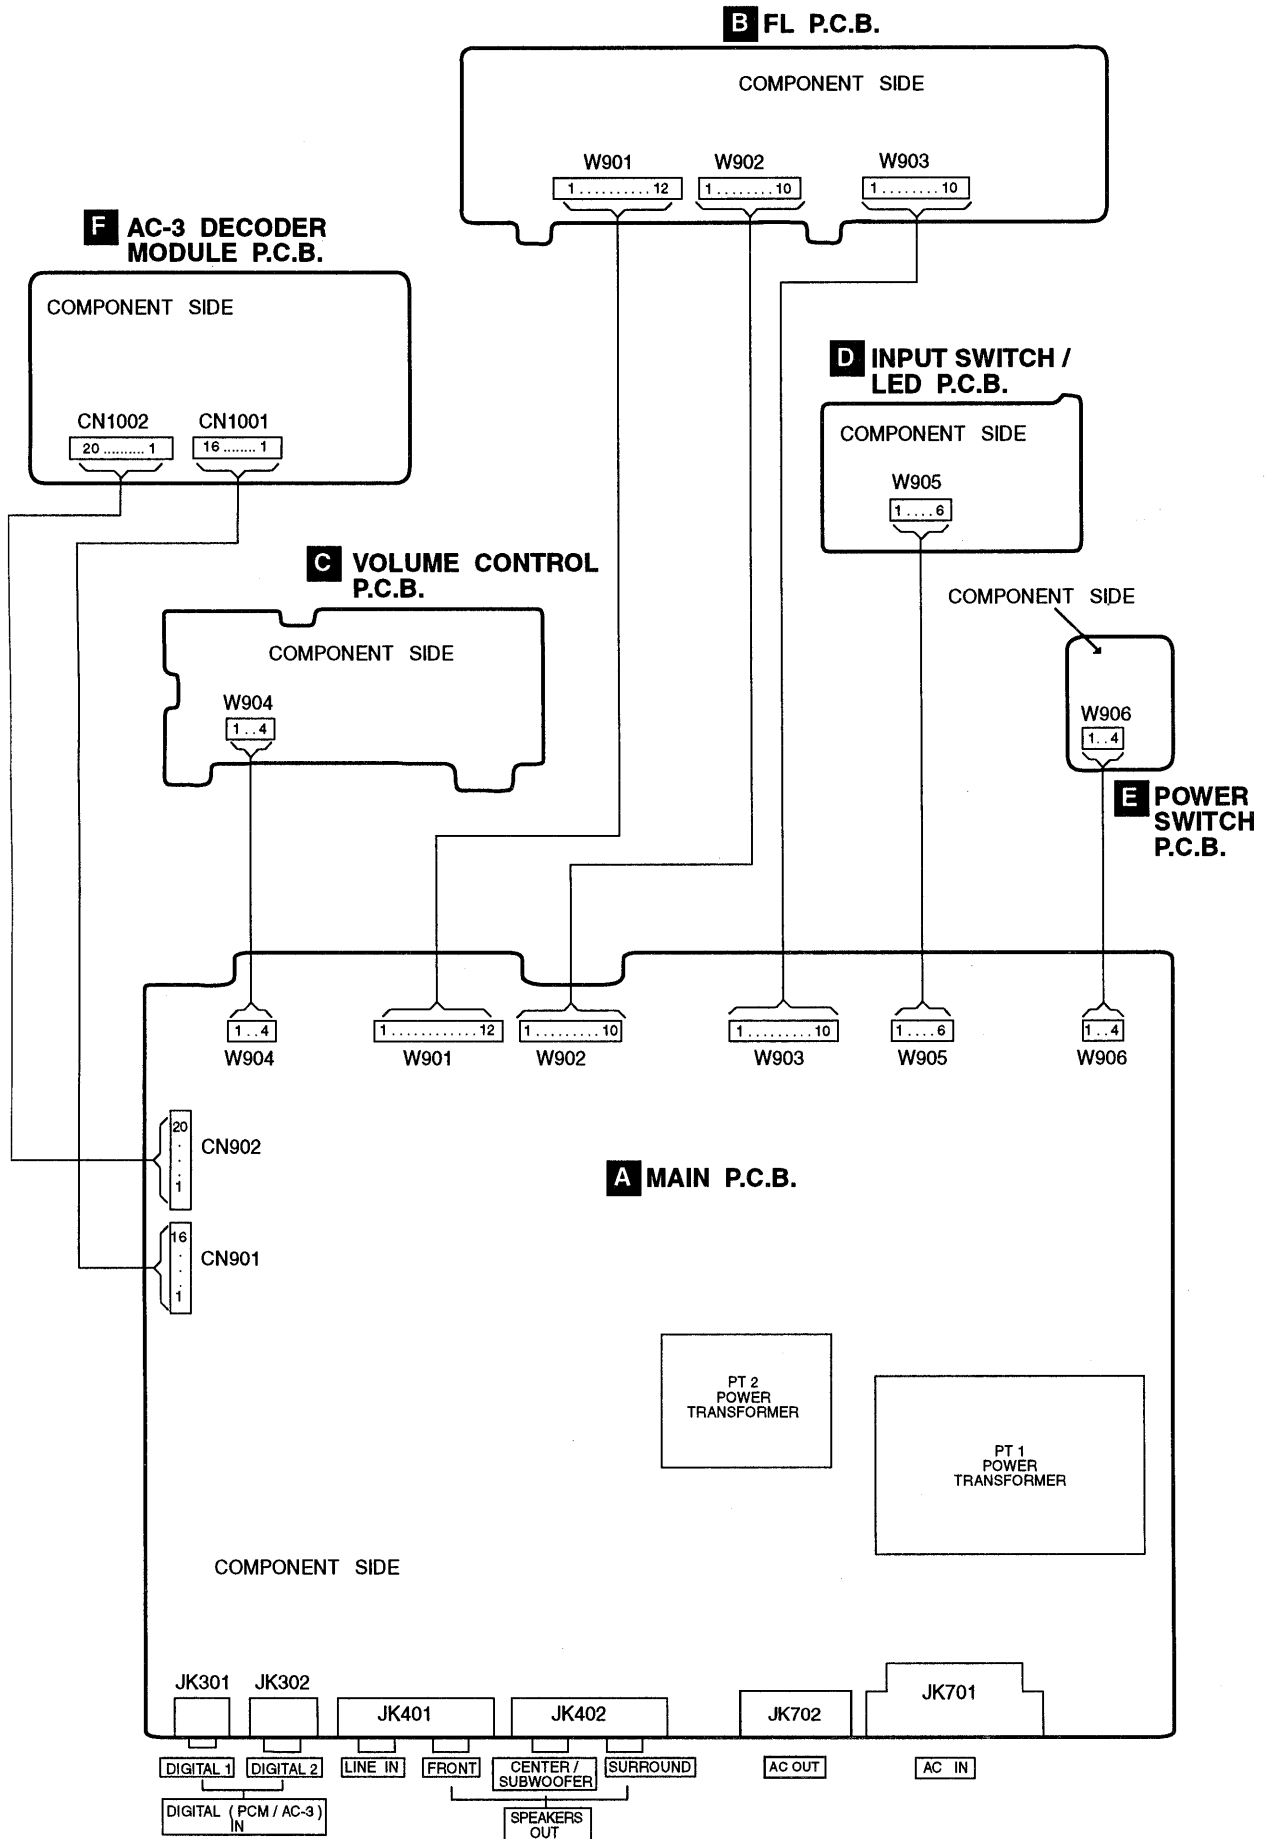 B FL P.C.B.
COMPONENT SIDE
W901 W902 W903
1 .......... 12 1 ........ 10 1 ........ 10
F AC-3 DECODER
MODULE P.C.B.
COMPONENT SIDE
CN1002 CN1001
20 .......... 1 16 ........ 1
D INPUT SWITCH /
LED P.C.B.
COMPONENT SIDE
W905
1 .... 6
C VOLUME CONTROL
P.C.B.
COMPONENT SIDE
W904
1 .. 4
COMPONENT SIDE
W906
1 .. 4
E POWER
SWITCH
P.C.B.
1 .. 4 1 ............ 12 1 ......... 10 1 ......... 10 1 .... 6 1 .. 4
W904 W901 W902 W903 W905 W906
20
.
.
.
1
CN902
16
.
.
.
1
CN901
A MAIN P.C.B.
PT 2
POWER
TRANSFORMER
PT 1
POWER
TRANSFORMER
COMPONENT SIDE
JK301 JK302 JK401 JK402 JK702 JK701
DIGITAL 1 DIGITAL 2 LINE IN FRONT CENTER /
SUBWOOFER SURROUND AC OUT AC IN
DIGITAL ( PCM / AC-3 )
IN
SPEAKERS
OUT